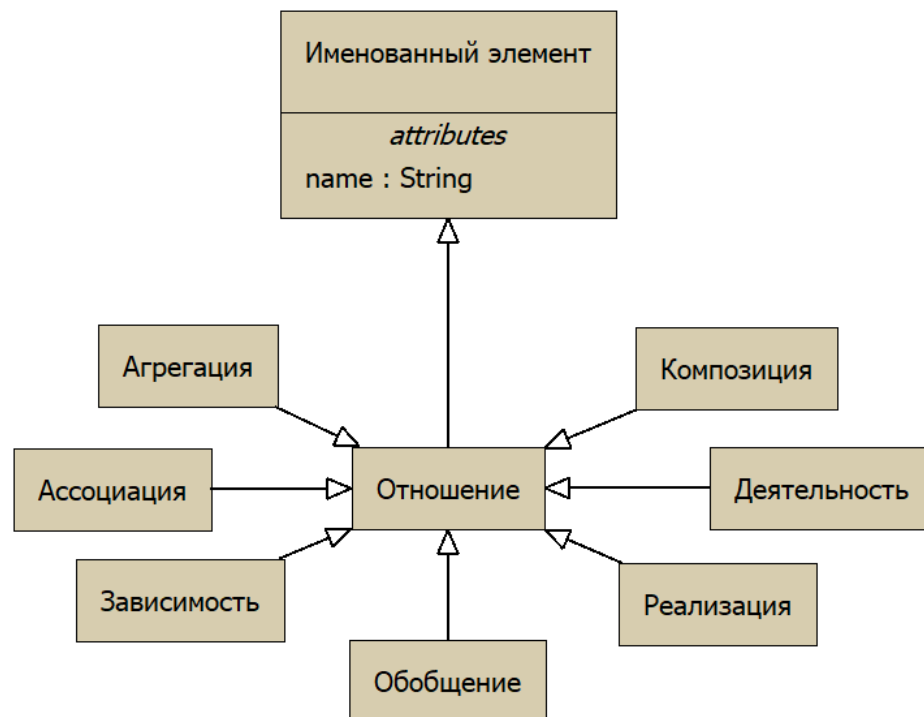 Именованный элемент
attributes
name : String
Агрегация
Композиция
Ассоциация
Отношение
Деятельность
Зависимость
Реализация
Обобщение